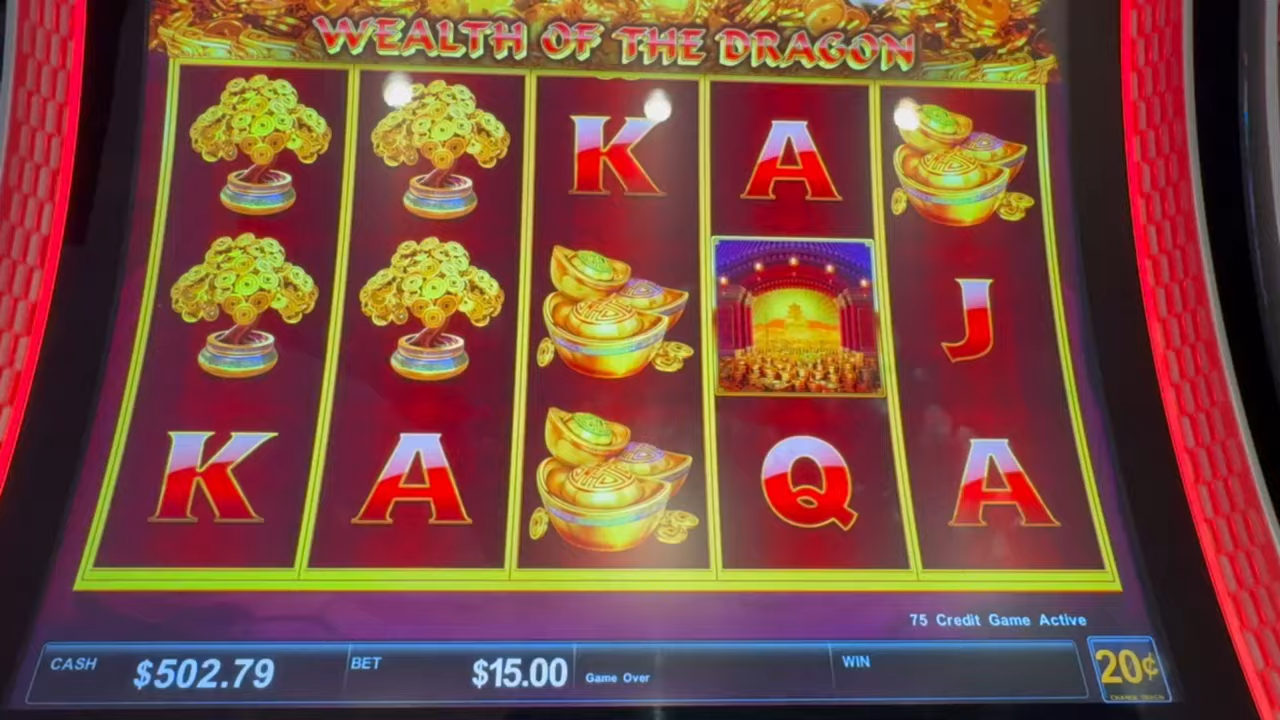 WEALTH OF THE DRAGON
K A
J
K A Q A
75 Credit Game Active
CASH $502.79 BET $15.00 Game Over WIN 20¢